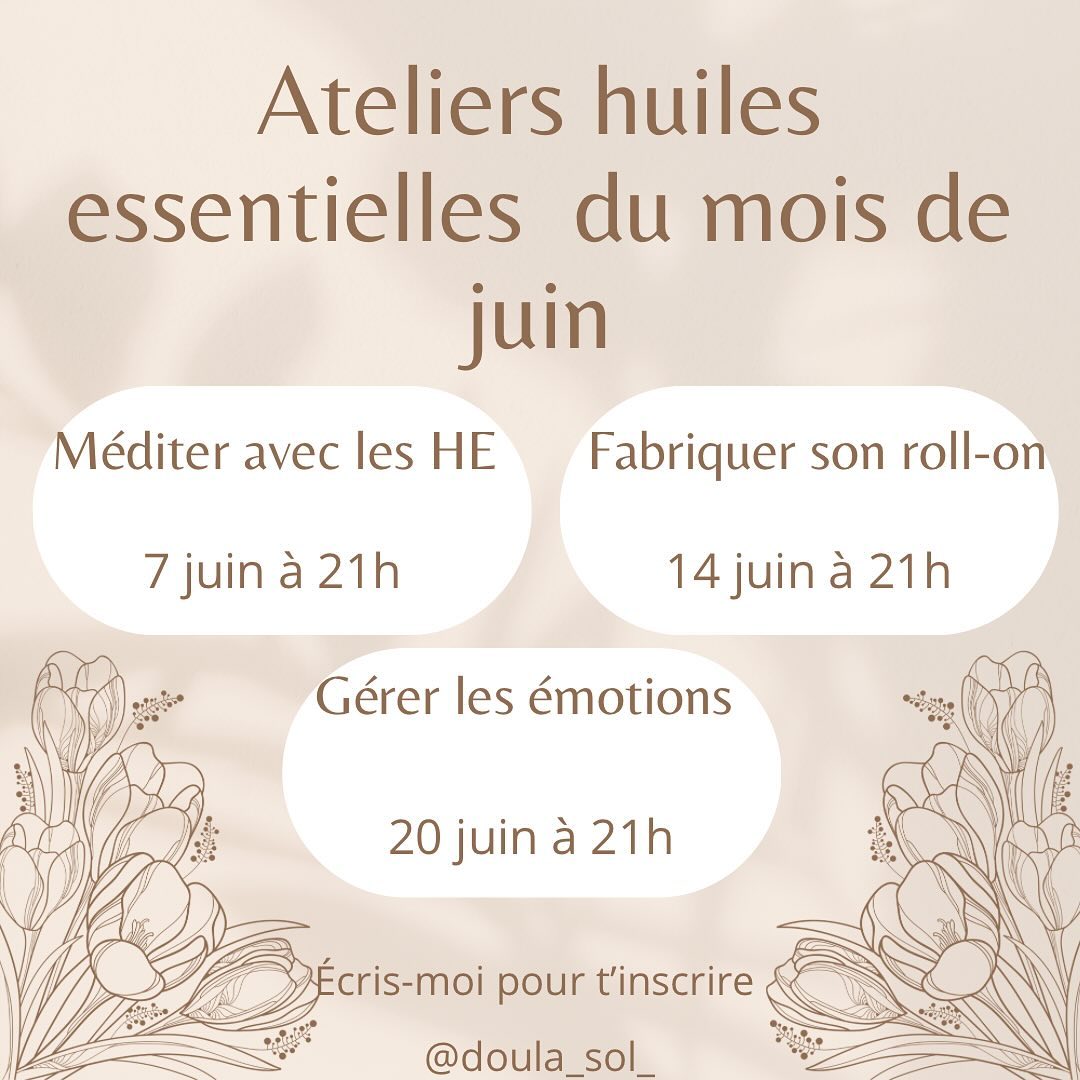 Ateliers huiles
essentielles du mois de
juin
Méditer avec les HE
7 juin à 21h
Fabriquer son roll-on
14 juin à 21h
Gérer les émotions
20 juin à 21h
Écris-moi pour t’inscrire
@doula_sol_